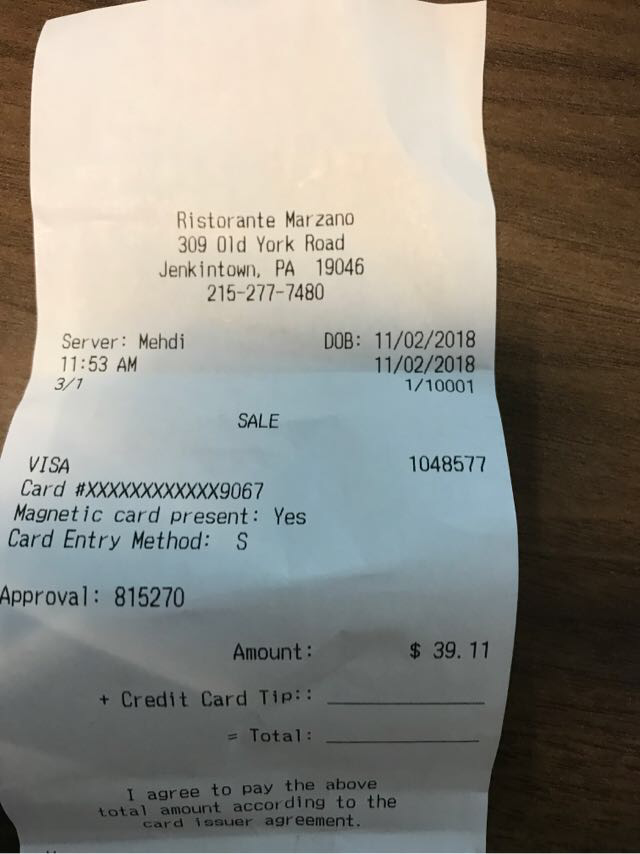 Ristorante Marzano
309 Old York Road
Jenkintown, PA 19046
215-277-7480
Server: Mehdi DOB: 11/02/2018
11:53 AM 11/02/2018
3/1 1/10001
SALE
VISA 1048577
Card #XXXXXXXXXXXX9067
Magnetic card present: Yes
Card Entry Method: S
Approval: 815270
Amount: $ 39.11
+ Credit Card Tip::
= Total:
I agree to pay the above
total amount according to the
card issuer agreement.